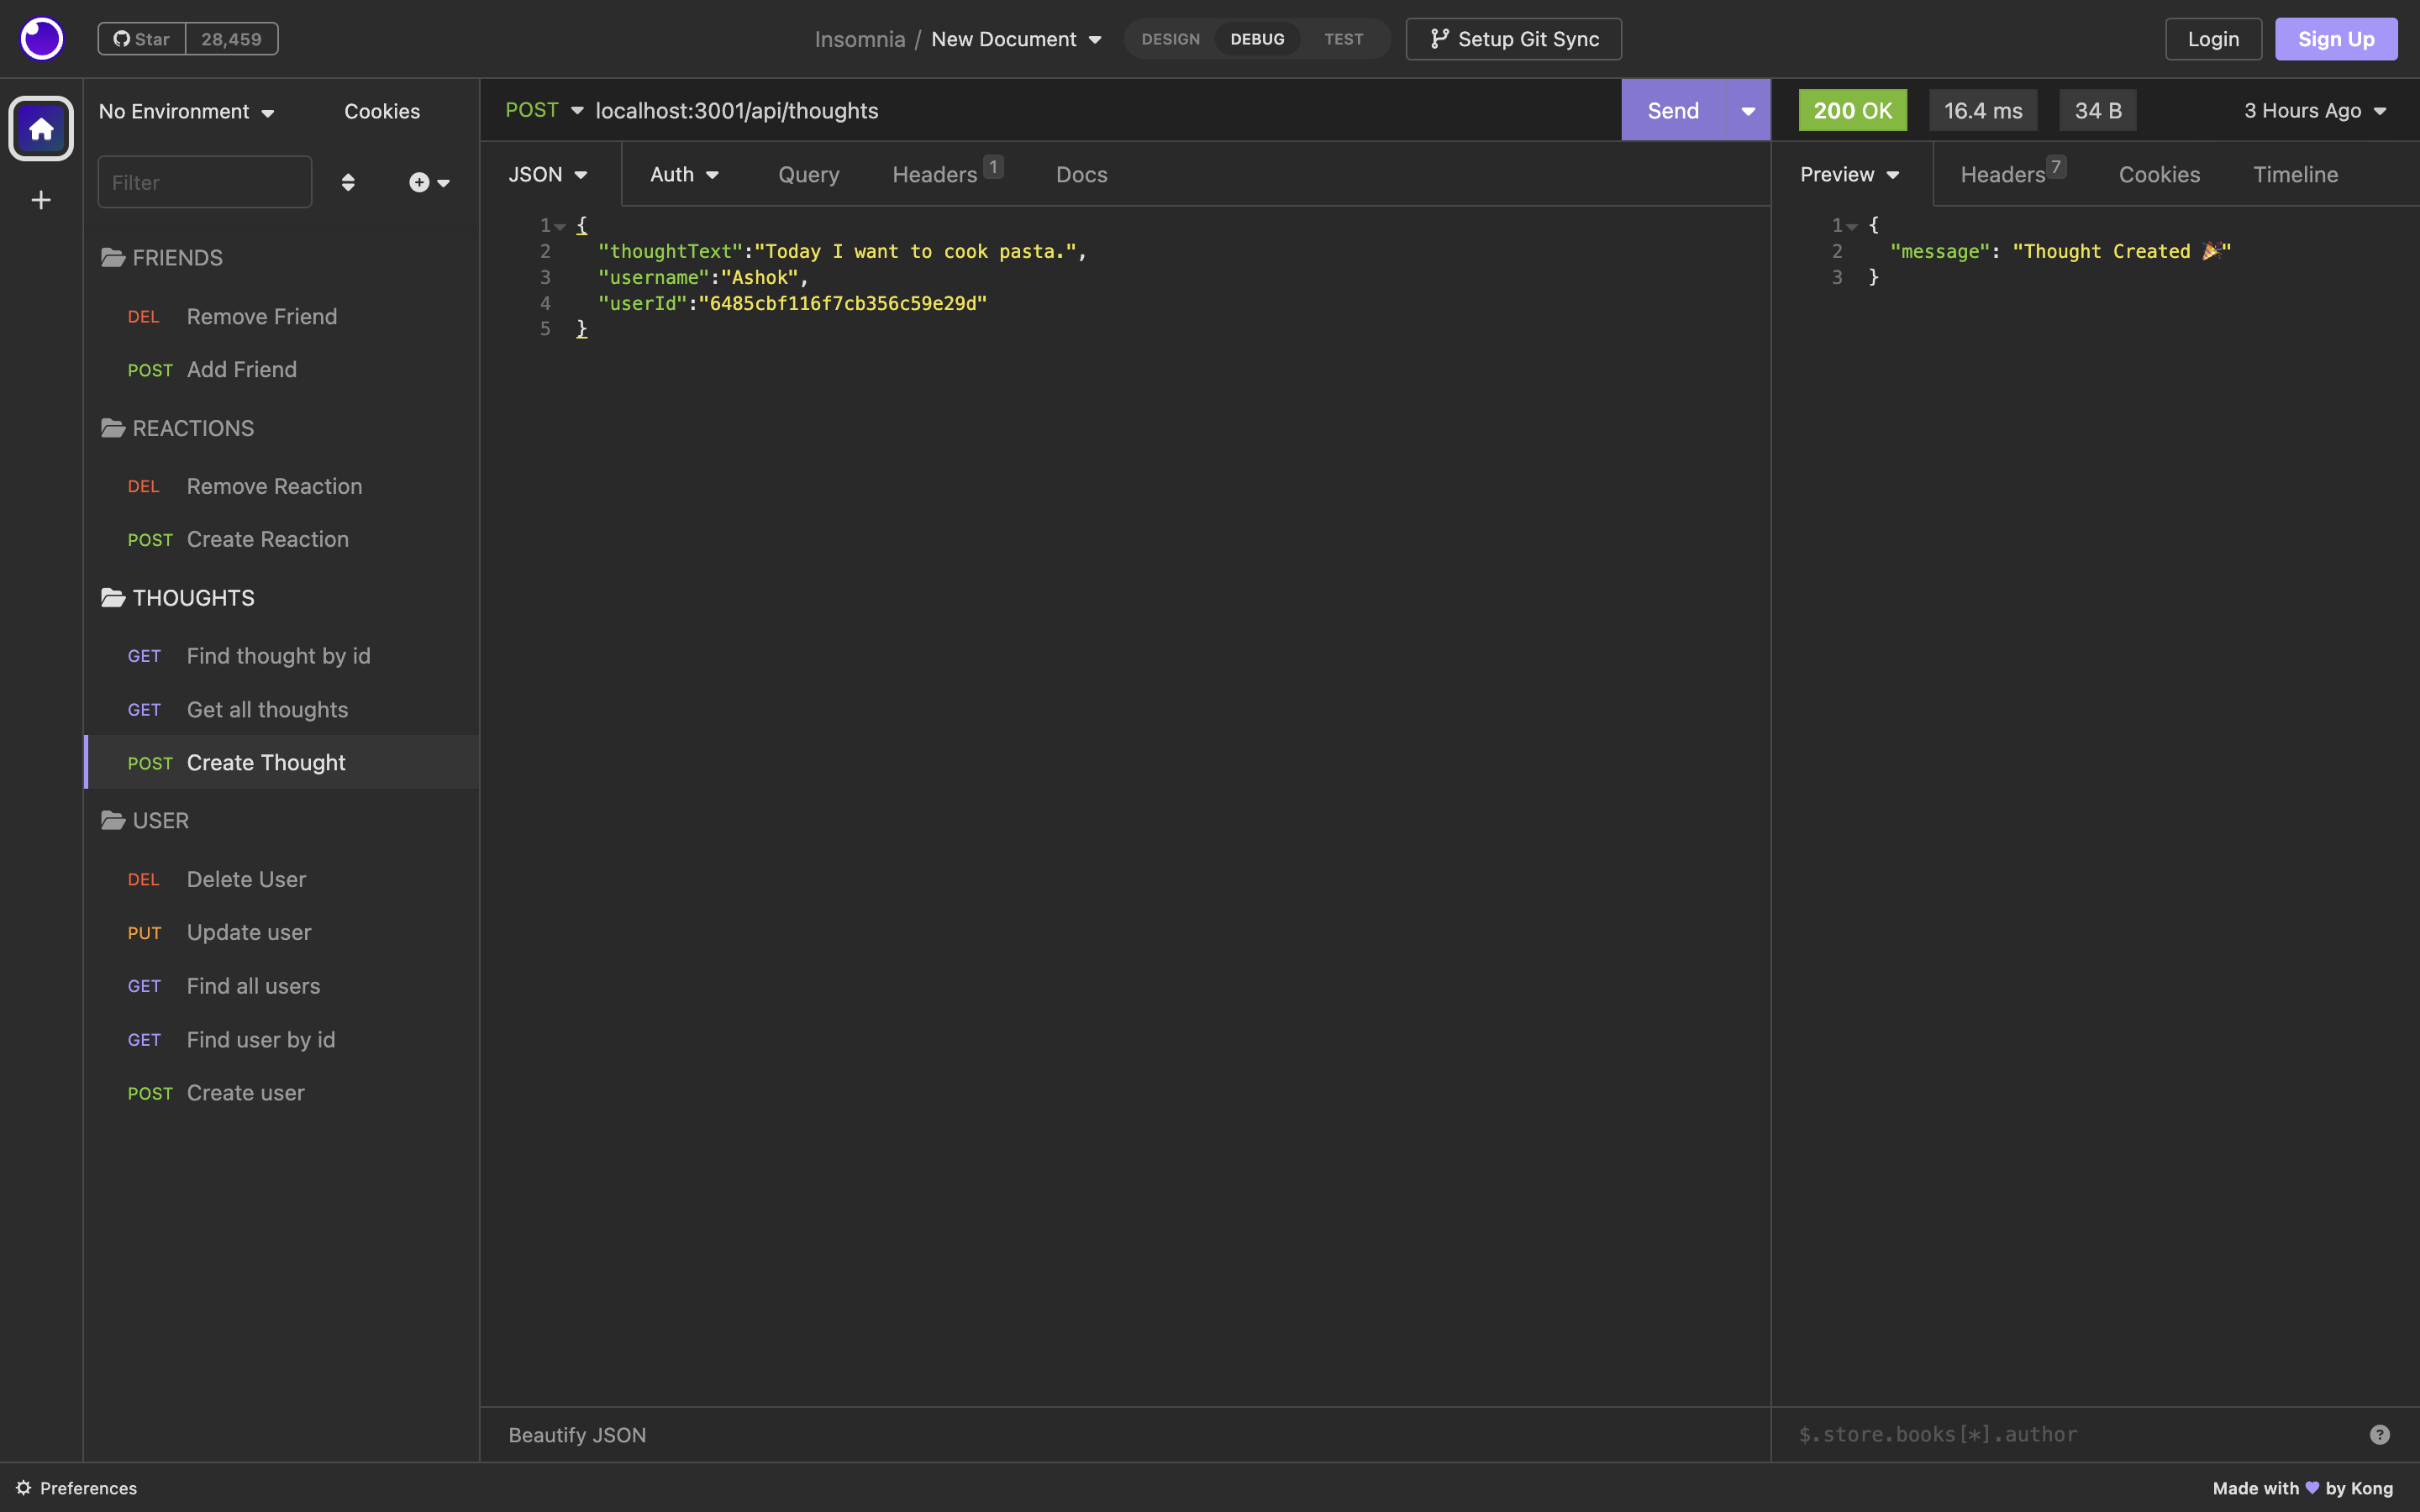 Star 28,459 Insomnia / New Document DESIGN DEBUG TEST Setup Git Sync Login Sign Up
No Environment Cookies
Filter
FRIENDS
DEL Remove Friend
POST Add Friend
REACTIONS
DEL Remove Reaction
POST Create Reaction
THOUGHTS
GET Find thought by id
GET Get all thoughts
POST Create Thought
USER
DEL Delete User
PUT Update user
GET Find all users
GET Find user by id
POST Create user
POST localhost:3001/api/thoughts Send
JSON Auth Query Headers 1 Docs
1 {
2 "thoughtText":"Today I want to cook pasta.",
3 "username":"Ashok",
4 "userId":"6485cbf116f7cb356c59e29d"
5 }
Beautify JSON
200 OK 16.4 ms 34 B 3 Hours Ago
Preview Headers 7 Cookies Timeline
1 {
2 "message": "Thought Created 🎉"
3 }
$.store.books[*].author ?
Preferences
Made with 💜 by Kong